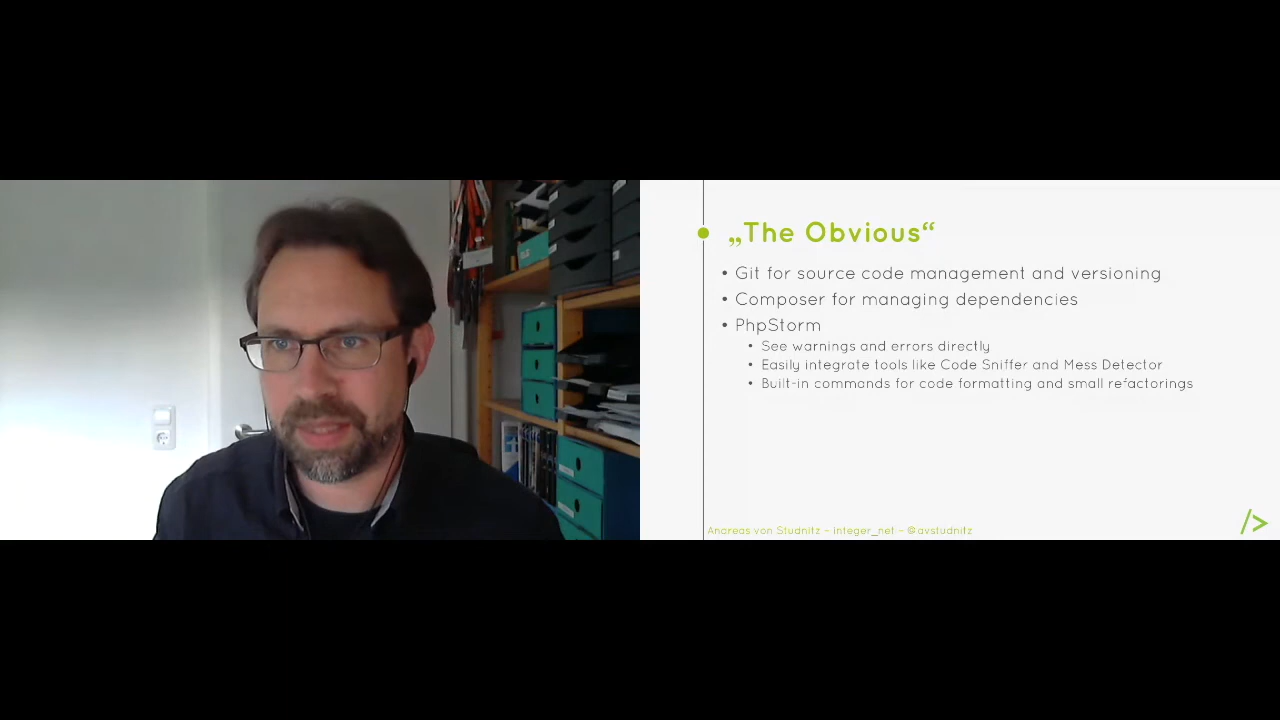 „The Obvious“
• Git for source code management and versioning
• Composer for managing dependencies
• PhpStorm
• See warnings and errors directly
• Easily integrate tools like Code Sniffer and Mess Detector
• Built-in commands for code formatting and small refactorings
Andreas von Studnitz – integer_net – @avstudnitz
/>